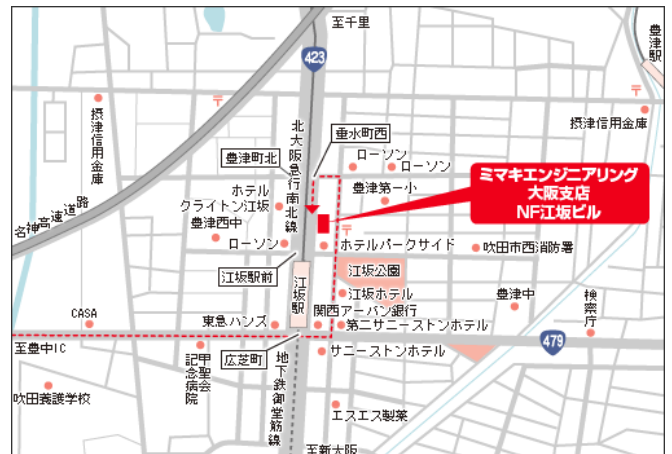 至千里
423
豊津駅
摂津信用金庫
北大阪急行南北線
垂水町西
摂津信用金庫
豊津町北
ローソン
ローソン
ミマキエンジニアリング
大阪支店
NF江坂ビル
ホテル
クライトン江坂
豊津第一小
名神高速道路
豊津西中
ローソン
ホテルパークサイド
吹田市西消防署
江坂駅前
江坂駅
江坂公園
江坂ホテル
豊津中
検察庁
CASA
東急ハンズ
関西アーバン銀行
第二サニーストンホテル
至豊中IC
広芝町
479
甲聖会
記念病院
地下鉄御堂筋線
サニーストンホテル
吹田養護学校
エスエス製薬
至新大阪